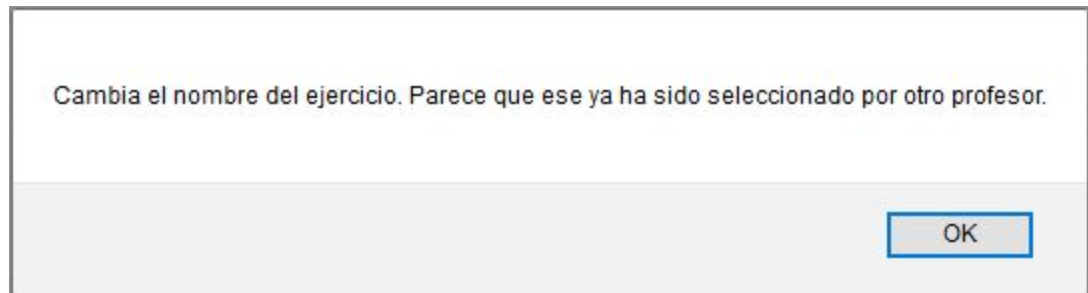 Cambia el nombre del ejercicio. Parece que ese ya ha sido seleccionado por otro profesor.
OK